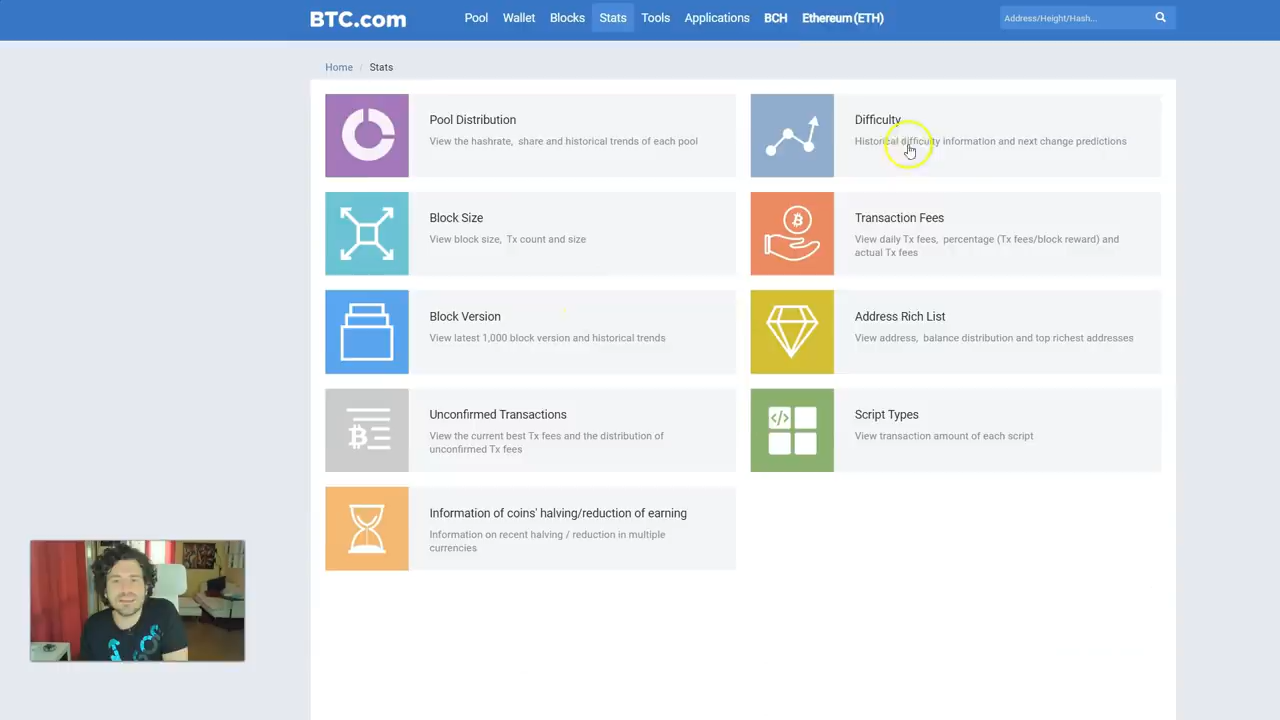 BTC.com Pool Wallet Blocks Stats Tools Applications BCH Ethereum(ETH) Address/Height/Hash...
Home / Stats
Pool Distribution
View the hashrate, share and historical trends of each pool
Difficulty
Historical difficulty information and next change predictions
Block Size
View block size, Tx count and size
Transaction Fees
View daily Tx fees, percentage (Tx fees/block reward) and
actual Tx fees
Block Version
View latest 1,000 block version and historical trends
Address Rich List
View address, balance distribution and top richest addresses
Unconfirmed Transactions
View the current best Tx fees and the distribution of
unconfirmed Tx fees
Script Types
View transaction amount of each script
Information of coins' halving/reduction of earning
Information on recent halving / reduction in multiple
currencies